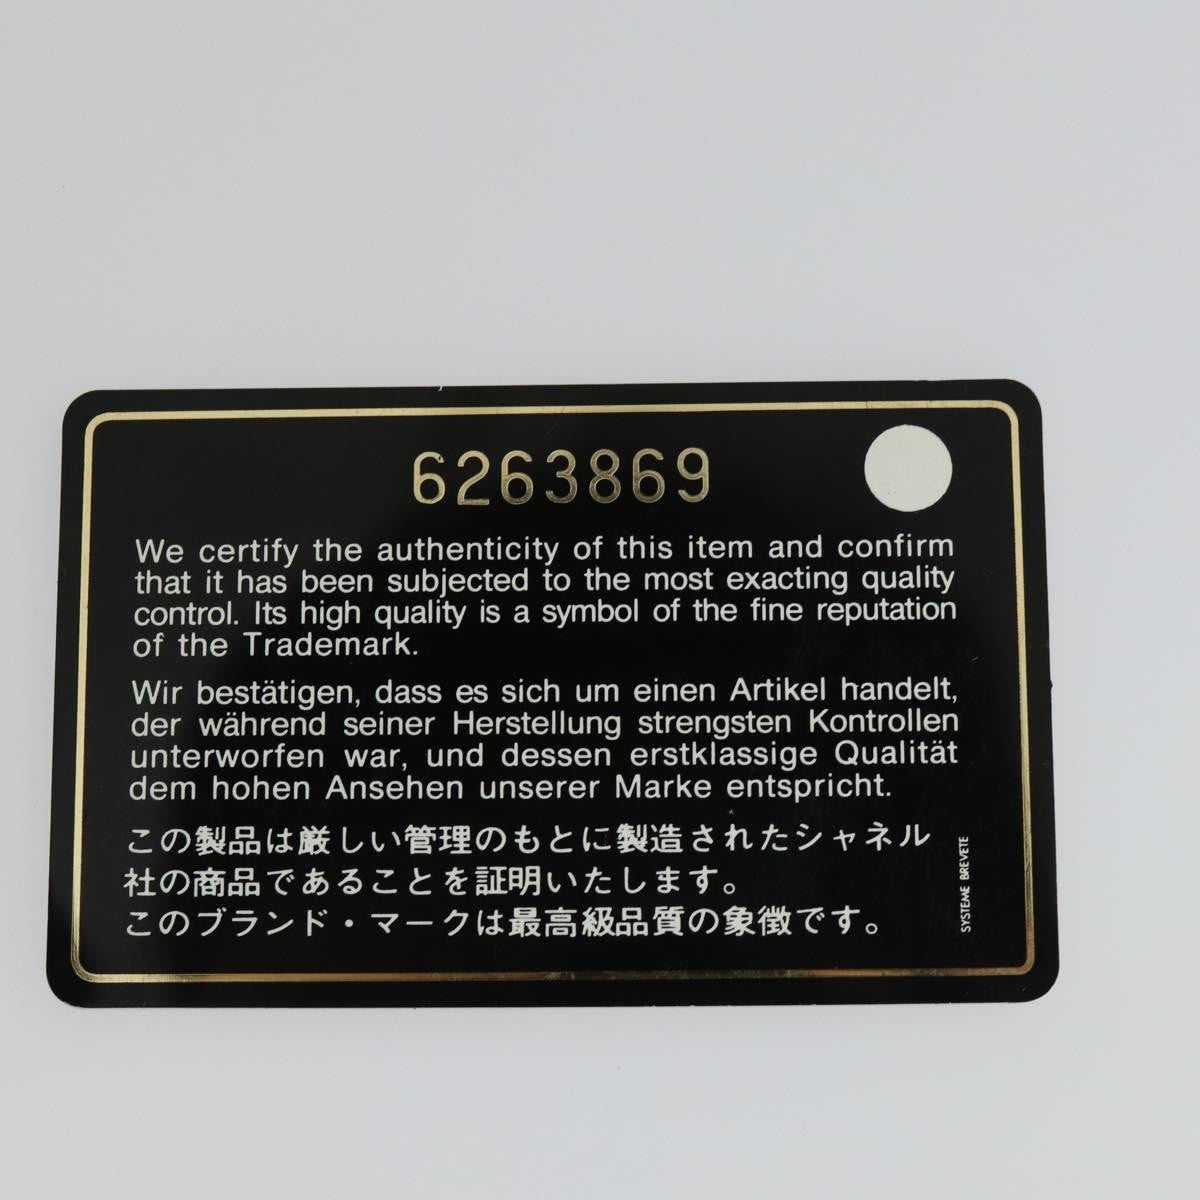 6263869
We certify the authenticity of this item and confirm
that it has been subjected to the most exacting quality
control. Its high quality is a symbol of the fine reputation
of the Trademark.
Wir bestätigen, dass es sich um einen Artikel handelt,
der während seiner Herstellung strengsten Kontrollen
unterworfen war, und dessen erstklassige Qualität
dem hohen Ansehen unserer Marke entspricht.
この製品は厳しい管理のもとに製造されたシャネル
社の商品であることを証明いたします。
このブランド・マークは最高級品質の象徴です。
SYSTEME BREVETE